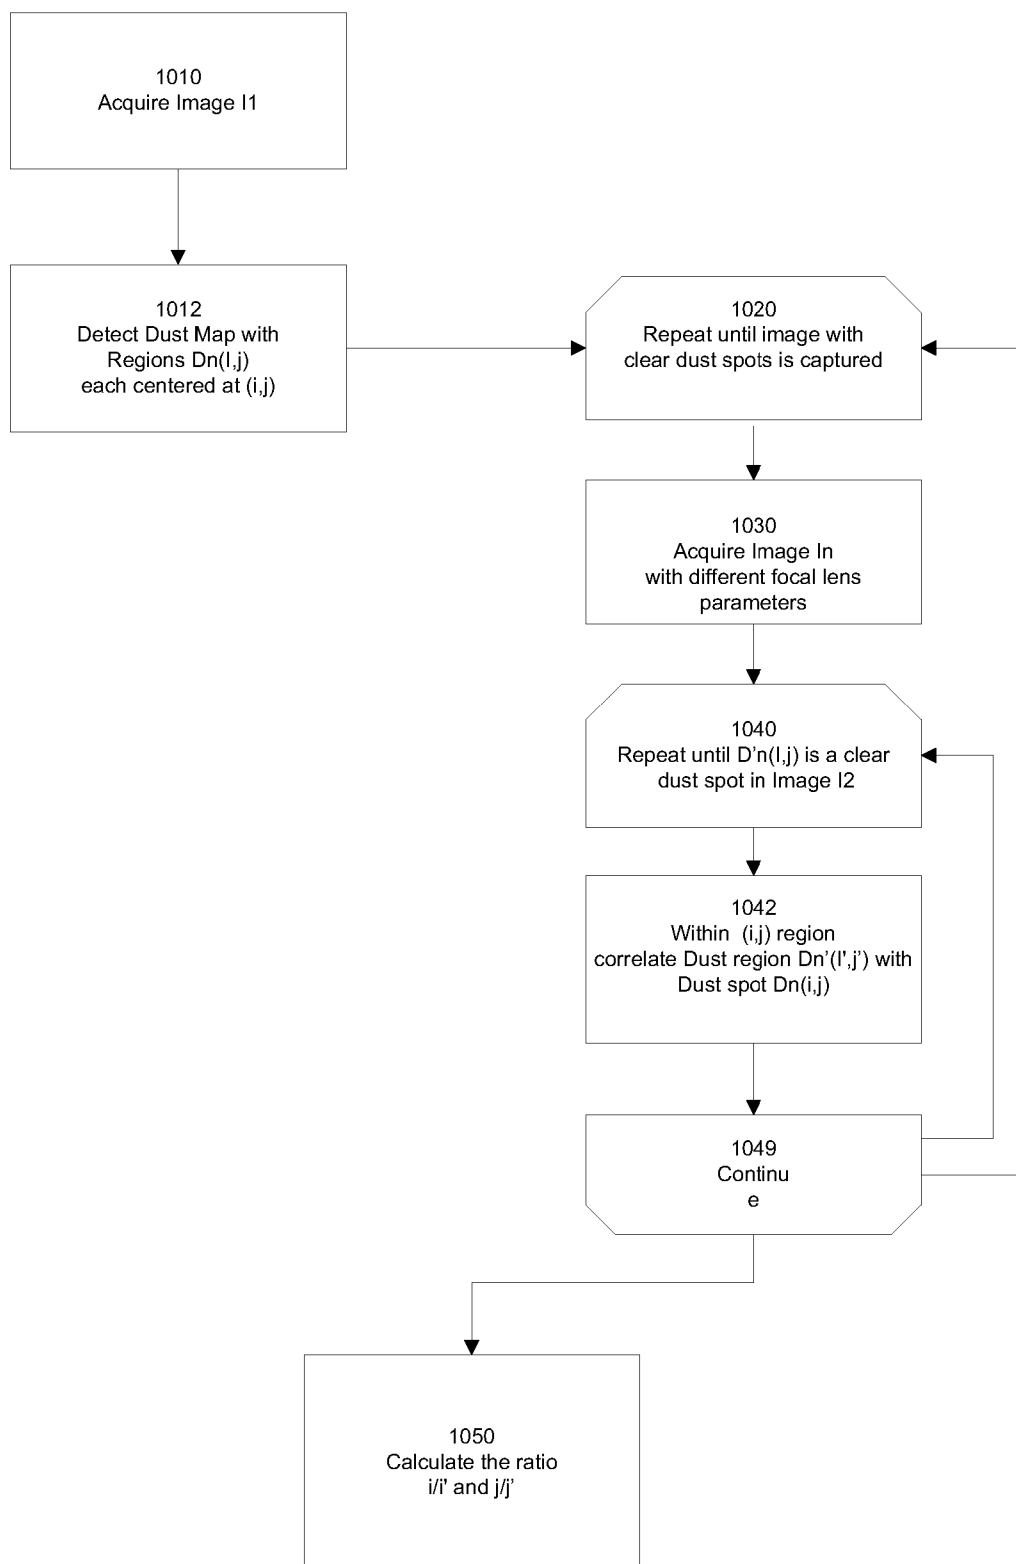 1010
Acquire Image I1
1012
Detect Dust Map with
Regions Dn(I,j)
each centered at (i,j)
1020
Repeat until image with
clear dust spots is captured
1030
Acquire Image In
with different focal lens
parameters
1040
Repeat until D'n(I,j) is a clear
dust spot in Image I2
1042
Within (i,j) region
correlate Dust region Dn’(I',j’) with
Dust spot Dn(i,j)
1049
Continu
e
1050
Calculate the ratio
i/i' and j/j’